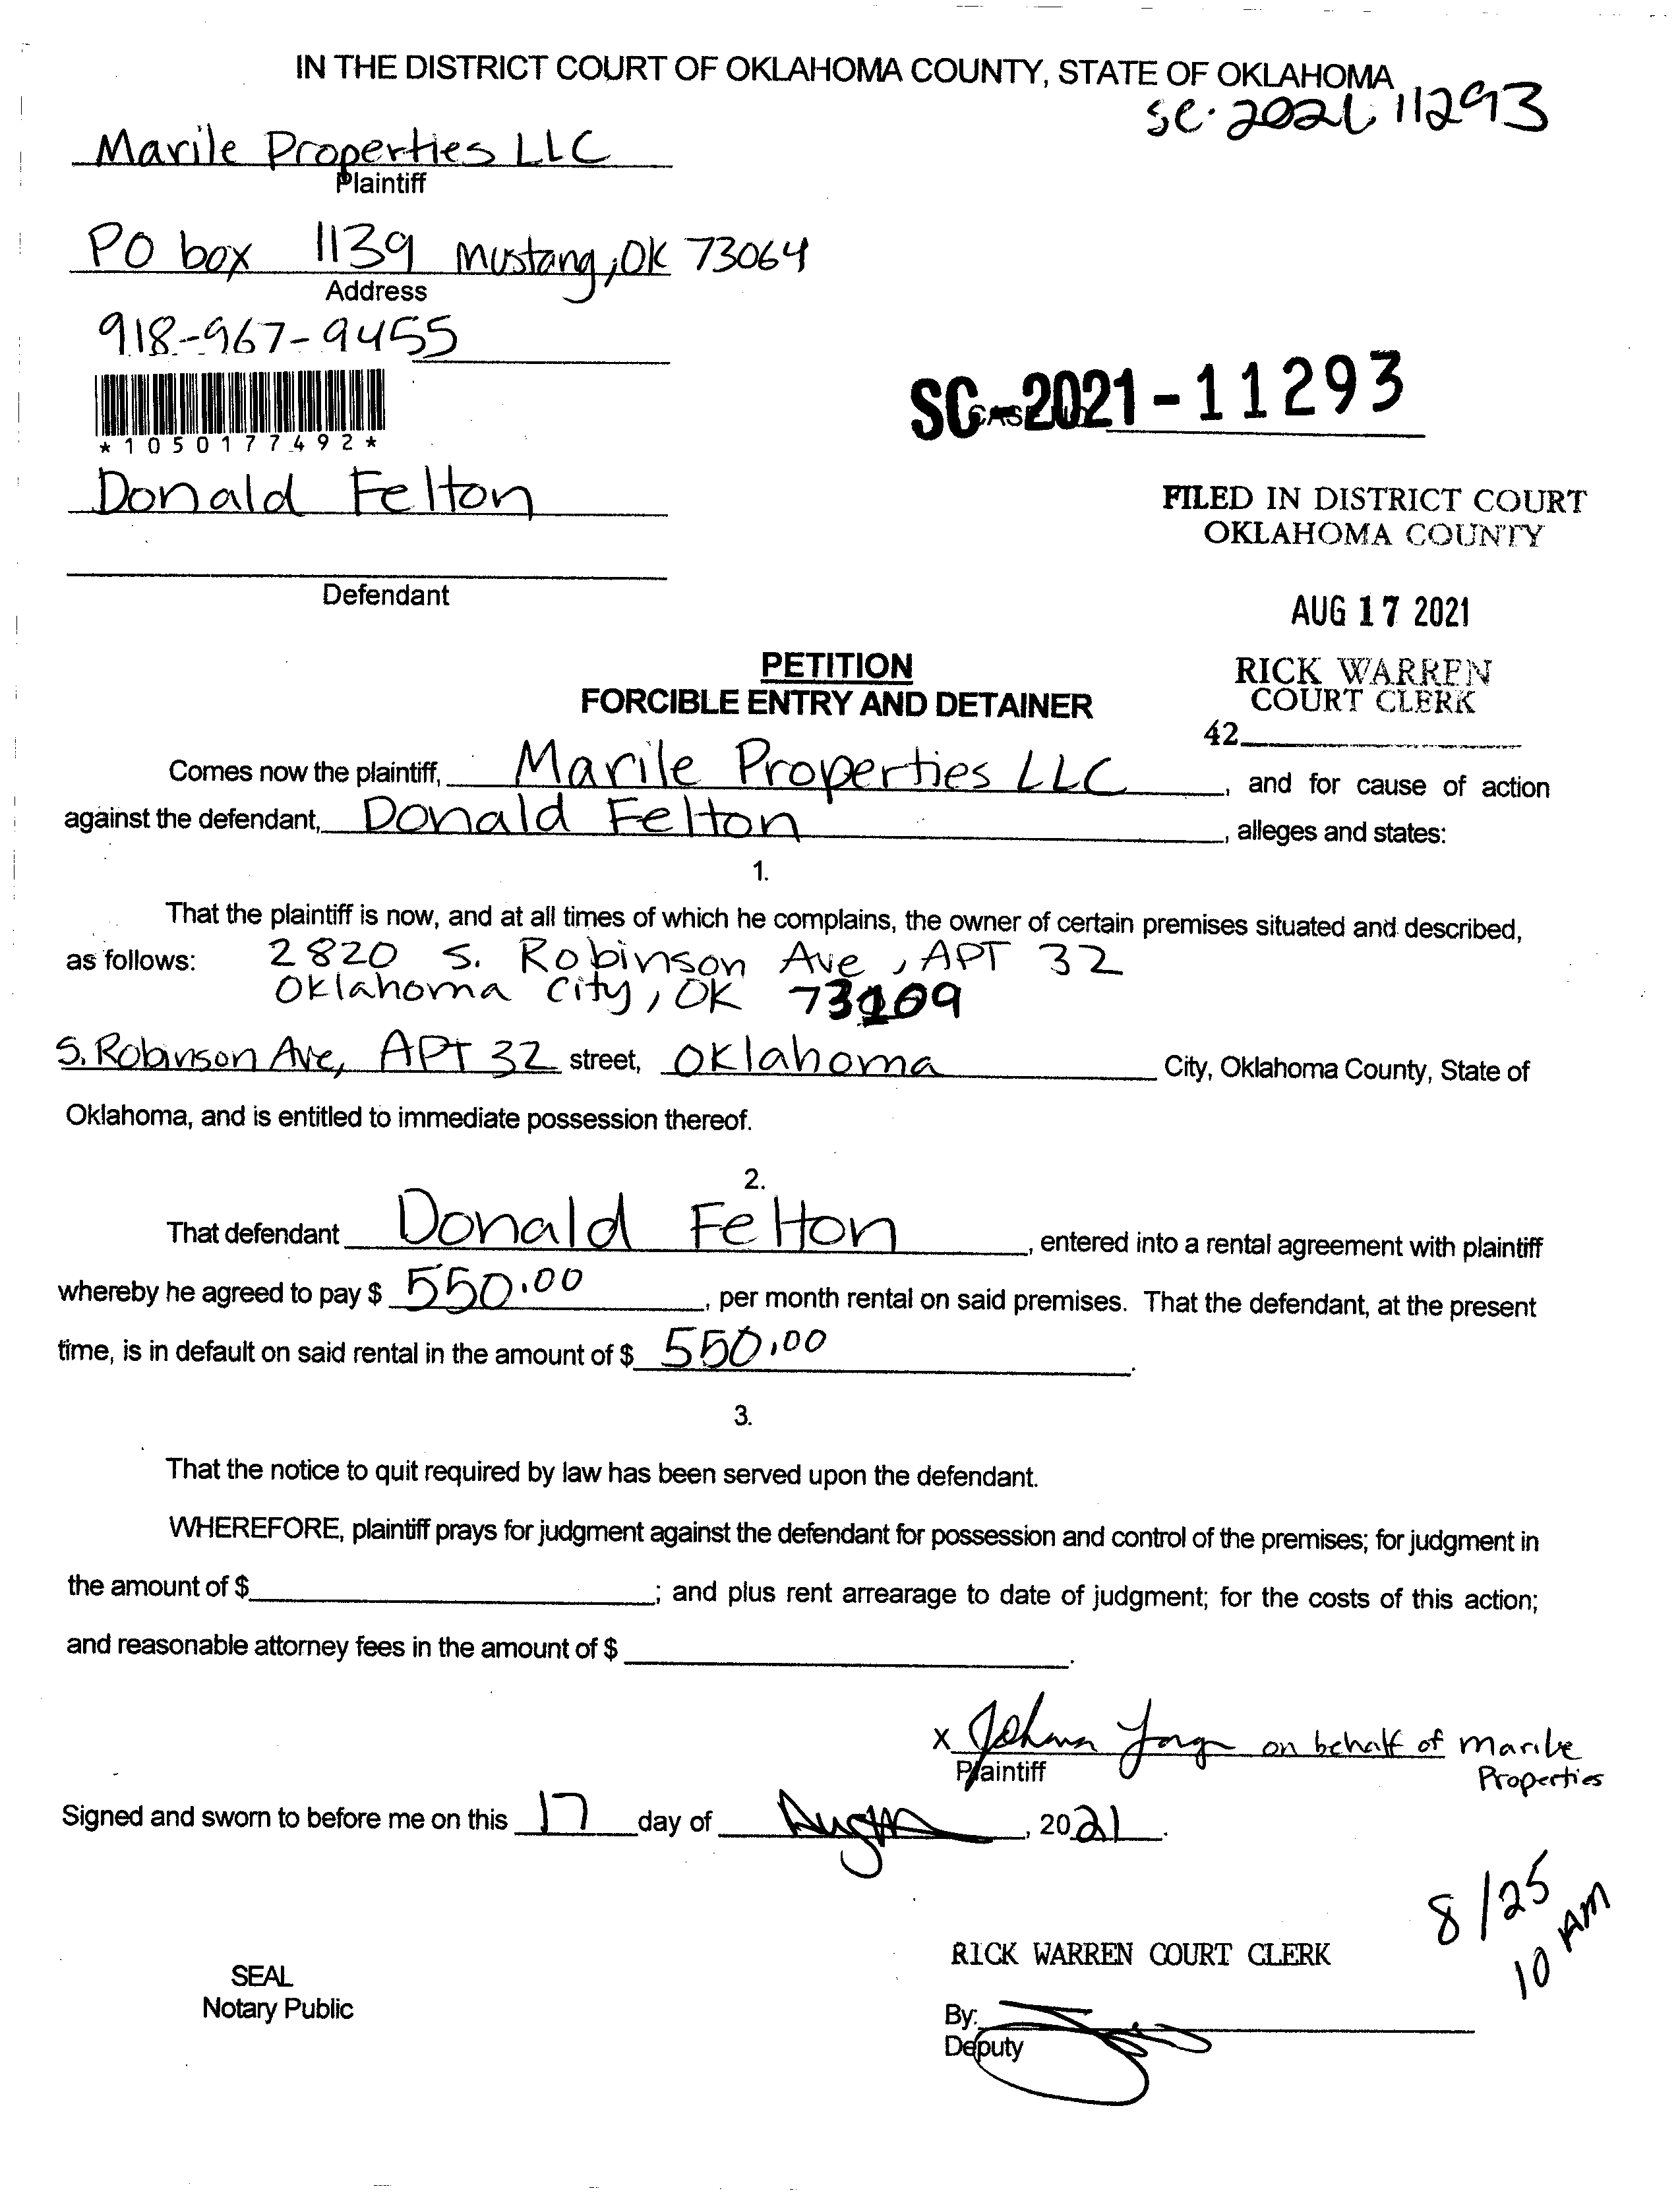 IN THE DISTRICT COURT OF OKLAHOMA COUNTY, STATE OF OKLAHOMA
SC-2021 11293
Marile Properties LLC
Plaintiff
PO box 1139 Mustang, OK 73064
Address
918-967-9455
*1050177492*
SC-2021-11293
Donald Felton
Defendant
FILED IN DISTRICT COURT
OKLAHOMA COUNTY
AUG 17 2021
RICK WARREN
COURT CLERK
42
PETITION
FORCIBLE ENTRY AND DETAINER
Comes now the plaintiff, Marile Properties LLC, and for cause of action
against the defendant, Donald Felton, alleges and states:
1.
That the plaintiff is now, and at all times of which he complains, the owner of certain premises situated and described,
as follows: 2820 S. Robinson Ave, APT 32
Oklahoma City, OK 73109
S. Robinson Ave, APT 32 street, Oklahoma City, Oklahoma County, State of
Oklahoma, and is entitled to immediate possession thereof.
2.
That defendant Donald Felton, entered into a rental agreement with plaintiff
whereby he agreed to pay $ 550.00, per month rental on said premises. That the defendant, at the present
time, is in default on said rental in the amount of $ 550.00.
3.
That the notice to quit required by law has been served upon the defendant.
WHEREFORE, plaintiff prays for judgment against the defendant for possession and control of the premises; for judgment in
the amount of $ ; and plus rent arrearage to date of judgment; for the costs of this action;
and reasonable attorney fees in the amount of $ .
X on behalf of Marile
Properties
Plaintiff
Signed and sworn to before me on this 17 day of August, 2021.
8/25
10 AM
RICK WARREN COURT CLERK
SEAL
Notary Public
By:
Deputy